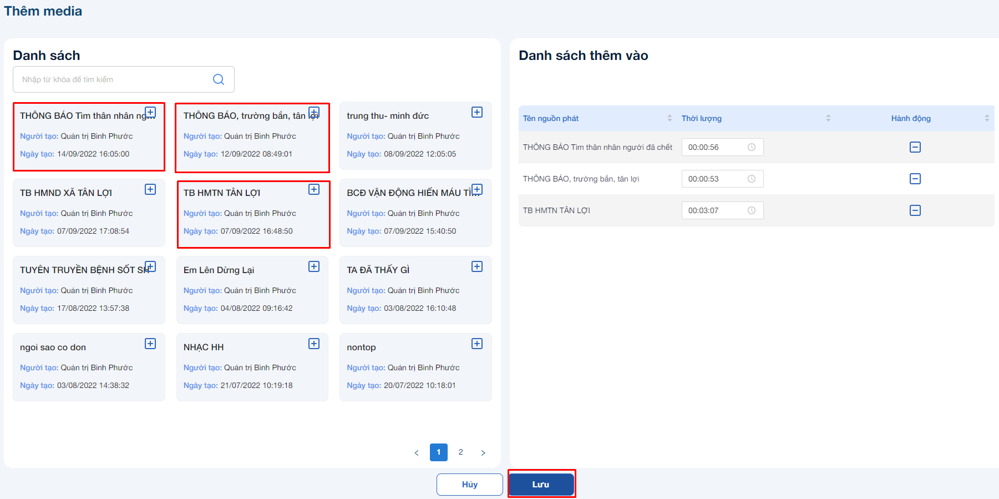 Thêm media
Danh sách
Nhập từ khóa để tìm kiếm
THÔNG BÁO Tìm thân nhân ng...
Người tạo: Quản trị Bình Phước
Ngày tạo: 14/09/2022 16:05:00
THÔNG BÁO, trường bắn, tân lợi
Người tạo: Quản trị Bình Phước
Ngày tạo: 12/09/2022 08:49:01
trung thu- minh đức
Người tạo: Quản trị Bình Phước
Ngày tạo: 08/09/2022 12:05:05
TB HMND XÃ TÂN LỢI
Người tạo: Quản trị Bình Phước
Ngày tạo: 07/09/2022 17:08:54
TB HMTN TÂN LỢI
Người tạo: Quản trị Bình Phước
Ngày tạo: 07/09/2022 16:48:50
BCĐ VẬN ĐỘNG HIẾN MÁU TÌ...
Người tạo: Quản trị Bình Phước
Ngày tạo: 07/09/2022 15:40:50
TUYÊN TRUYỀN BỆNH SỐT SH
Người tạo: Quản trị Bình Phước
Ngày tạo: 17/08/2022 13:57:38
Em Lên Dừng Lại
Người tạo: Quản trị Bình Phước
Ngày tạo: 04/08/2022 09:16:42
TA ĐÃ THẤY GÌ
Người tạo: Quản trị Bình Phước
Ngày tạo: 03/08/2022 16:10:48
ngoi sao co don
Người tạo: Quản trị Bình Phước
Ngày tạo: 03/08/2022 14:38:32
NHẠC HH
Người tạo: Quản trị Bình Phước
Ngày tạo: 21/07/2022 10:19:18
nontop
Người tạo: Quản trị Bình Phước
Ngày tạo: 20/07/2022 10:18:01
< 1 2 >
Danh sách thêm vào
Tên nguồn phát Thời lượng Hành động
THÔNG BÁO Tìm thân nhân người đã chết 00:00:56
THÔNG BÁO, trường bắn, tân lợi 00:00:53
TB HMTN TÂN LỢI 00:03:07
Hủy Lưu